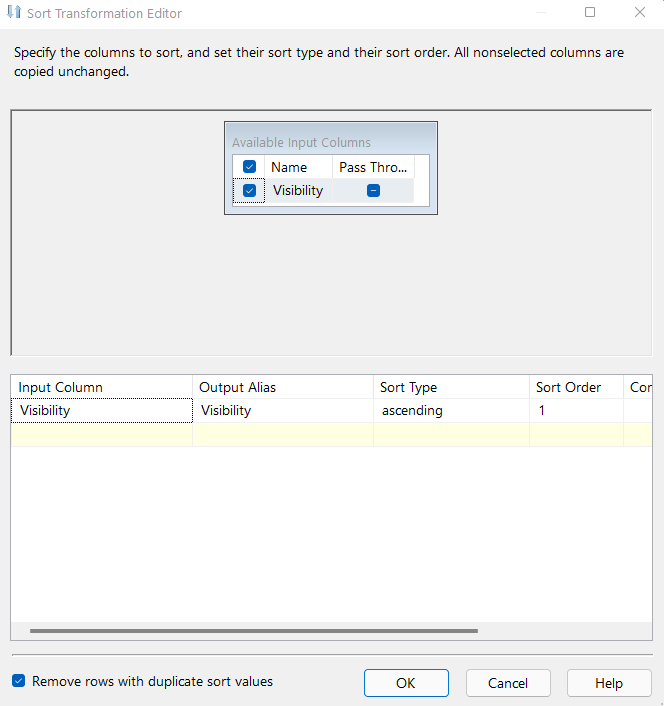 Sort Transformation Editor
Specify the columns to sort, and set their sort type and their sort order. All nonselected columns are
copied unchanged.
Available Input Columns
Name Pass Thro...
Visibility
Input Column Output Alias Sort Type Sort Order Cor
Visibility Visibility ascending 1
Remove rows with duplicate sort values OK Cancel Help